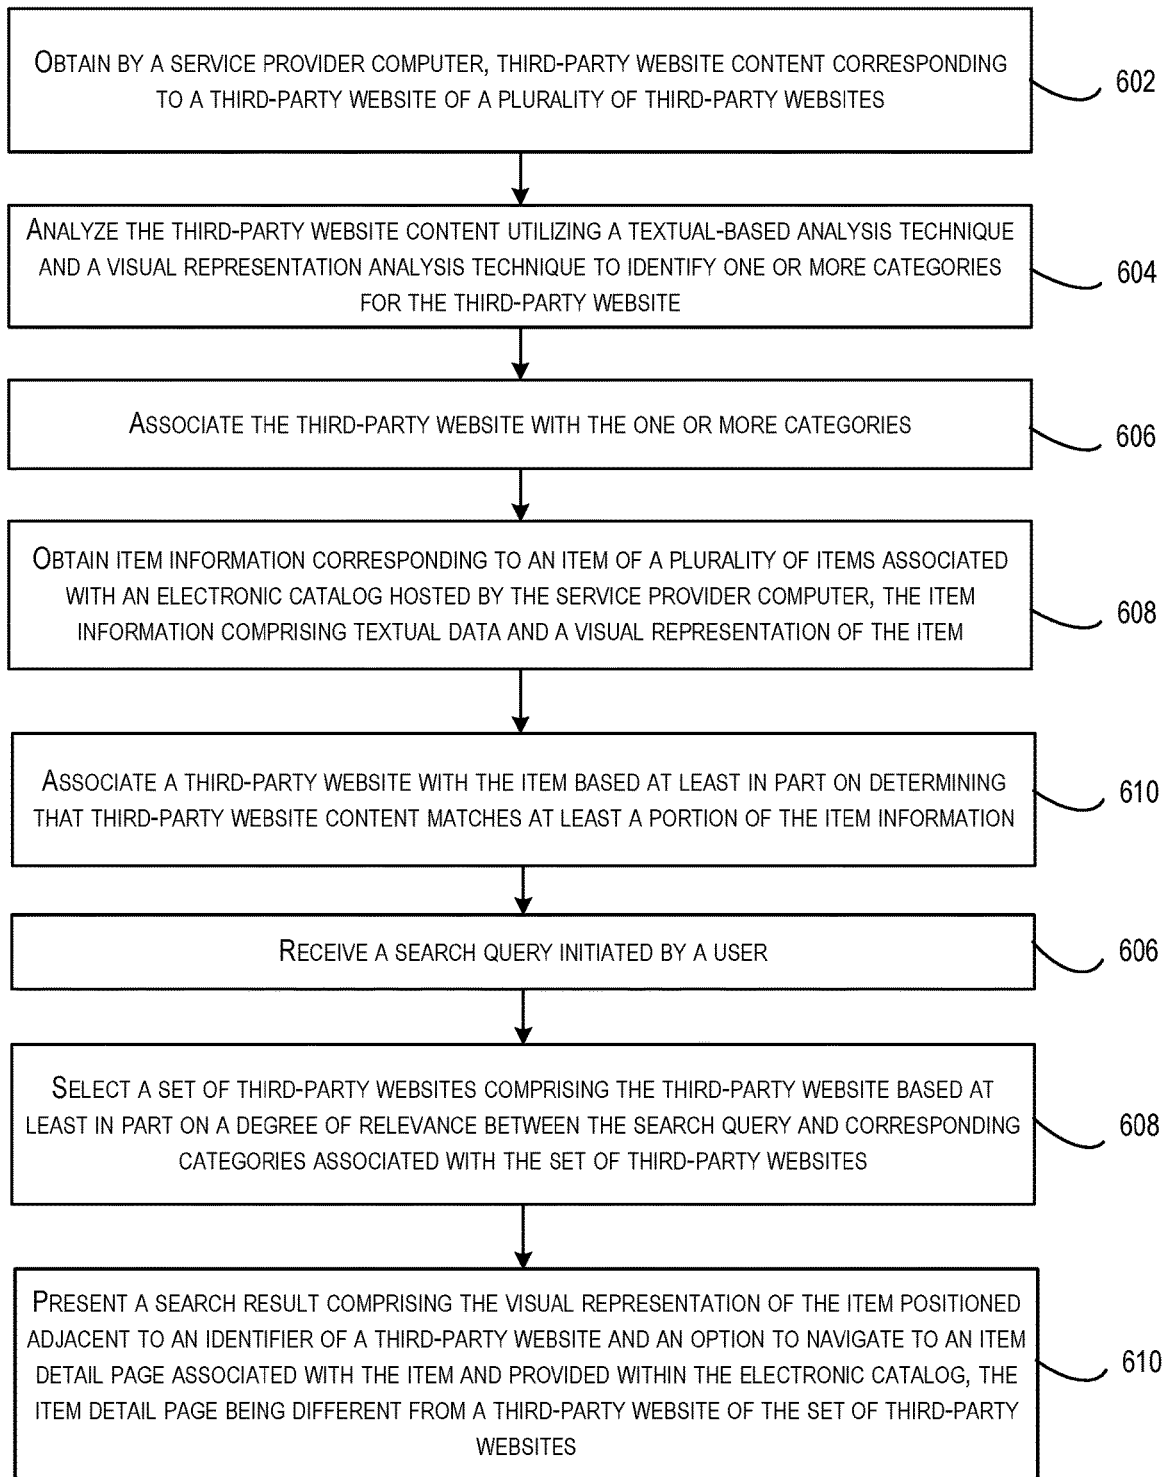 OBTAIN BY A SERVICE PROVIDER COMPUTER, THIRD-PARTY WEBSITE CONTENT CORRESPONDING
TO A THIRD-PARTY WEBSITE OF A PLURALITY OF THIRD-PARTY WEBSITES
602
ANALYZE THE THIRD-PARTY WEBSITE CONTENT UTILIZING A TEXTUAL-BASED ANALYSIS TECHNIQUE
AND A VISUAL REPRESENTATION ANALYSIS TECHNIQUE TO IDENTIFY ONE OR MORE CATEGORIES
FOR THE THIRD-PARTY WEBSITE
604
ASSOCIATE THE THIRD-PARTY WEBSITE WITH THE ONE OR MORE CATEGORIES
606
OBTAIN ITEM INFORMATION CORRESPONDING TO AN ITEM OF A PLURALITY OF ITEMS ASSOCIATED
WITH AN ELECTRONIC CATALOG HOSTED BY THE SERVICE PROVIDER COMPUTER, THE ITEM
INFORMATION COMPRISING TEXTUAL DATA AND A VISUAL REPRESENTATION OF THE ITEM
608
ASSOCIATE A THIRD-PARTY WEBSITE WITH THE ITEM BASED AT LEAST IN PART ON DETERMINING
THAT THIRD-PARTY WEBSITE CONTENT MATCHES AT LEAST A PORTION OF THE ITEM INFORMATION
610
RECEIVE A SEARCH QUERY INITIATED BY A USER
606
SELECT A SET OF THIRD-PARTY WEBSITES COMPRISING THE THIRD-PARTY WEBSITE BASED AT
LEAST IN PART ON A DEGREE OF RELEVANCE BETWEEN THE SEARCH QUERY AND CORRESPONDING
CATEGORIES ASSOCIATED WITH THE SET OF THIRD-PARTY WEBSITES
608
PRESENT A SEARCH RESULT COMPRISING THE VISUAL REPRESENTATION OF THE ITEM POSITIONED
ADJACENT TO AN IDENTIFIER OF A THIRD-PARTY WEBSITE AND AN OPTION TO NAVIGATE TO AN ITEM
DETAIL PAGE ASSOCIATED WITH THE ITEM AND PROVIDED WITHIN THE ELECTRONIC CATALOG, THE
ITEM DETAIL PAGE BEING DIFFERENT FROM A THIRD-PARTY WEBSITE OF THE SET OF THIRD-PARTY
WEBSITES
610